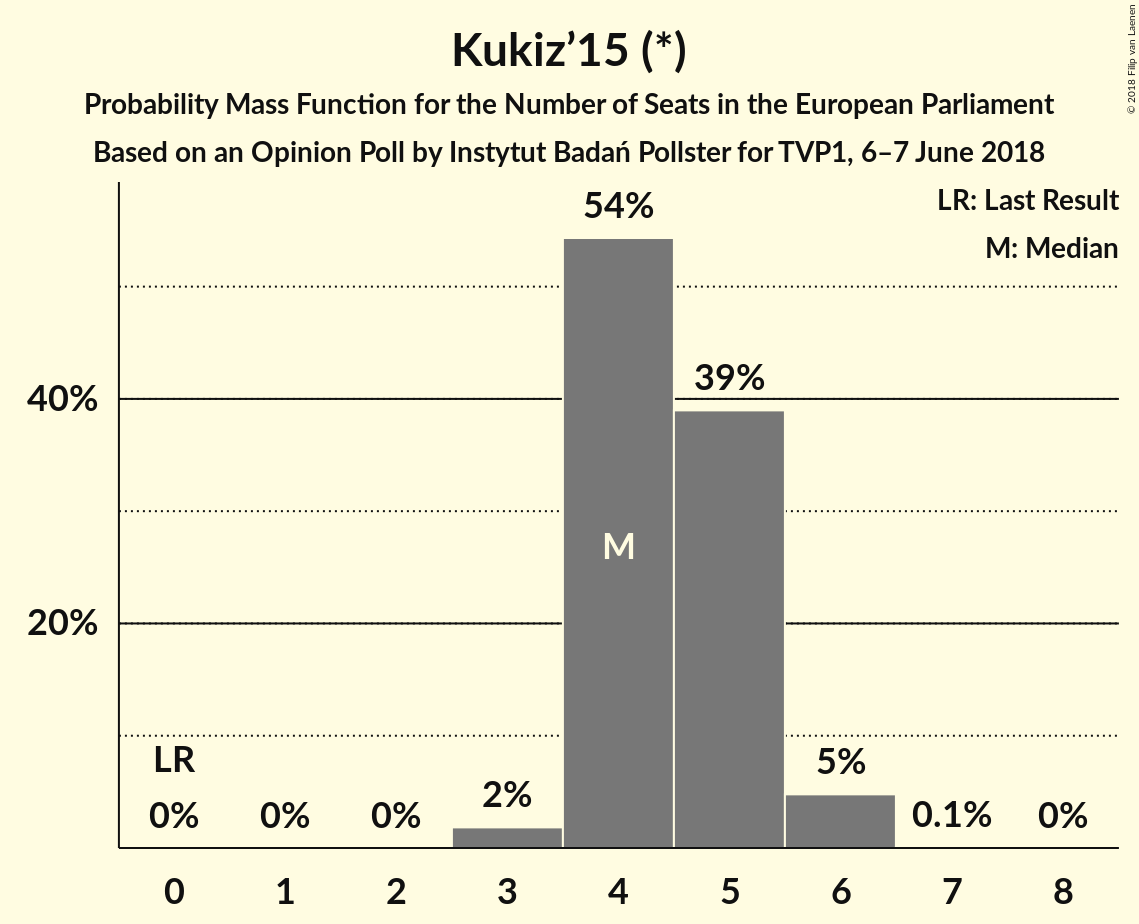 Kukiz’15 (*)
Probability Mass Function for the Number of Seats in the European Parliament
Based on an Opinion Poll by Instytut Badań Pollster for TVP1, 6–7 June 2018
© 2018 Filip van Laenen
LR: Last Result
M: Median
54%
39%
40%
M
20%
LR
0%
0%
0%
2%
5%
0.1%
0%
0
1
2
3
4
5
6
7
8